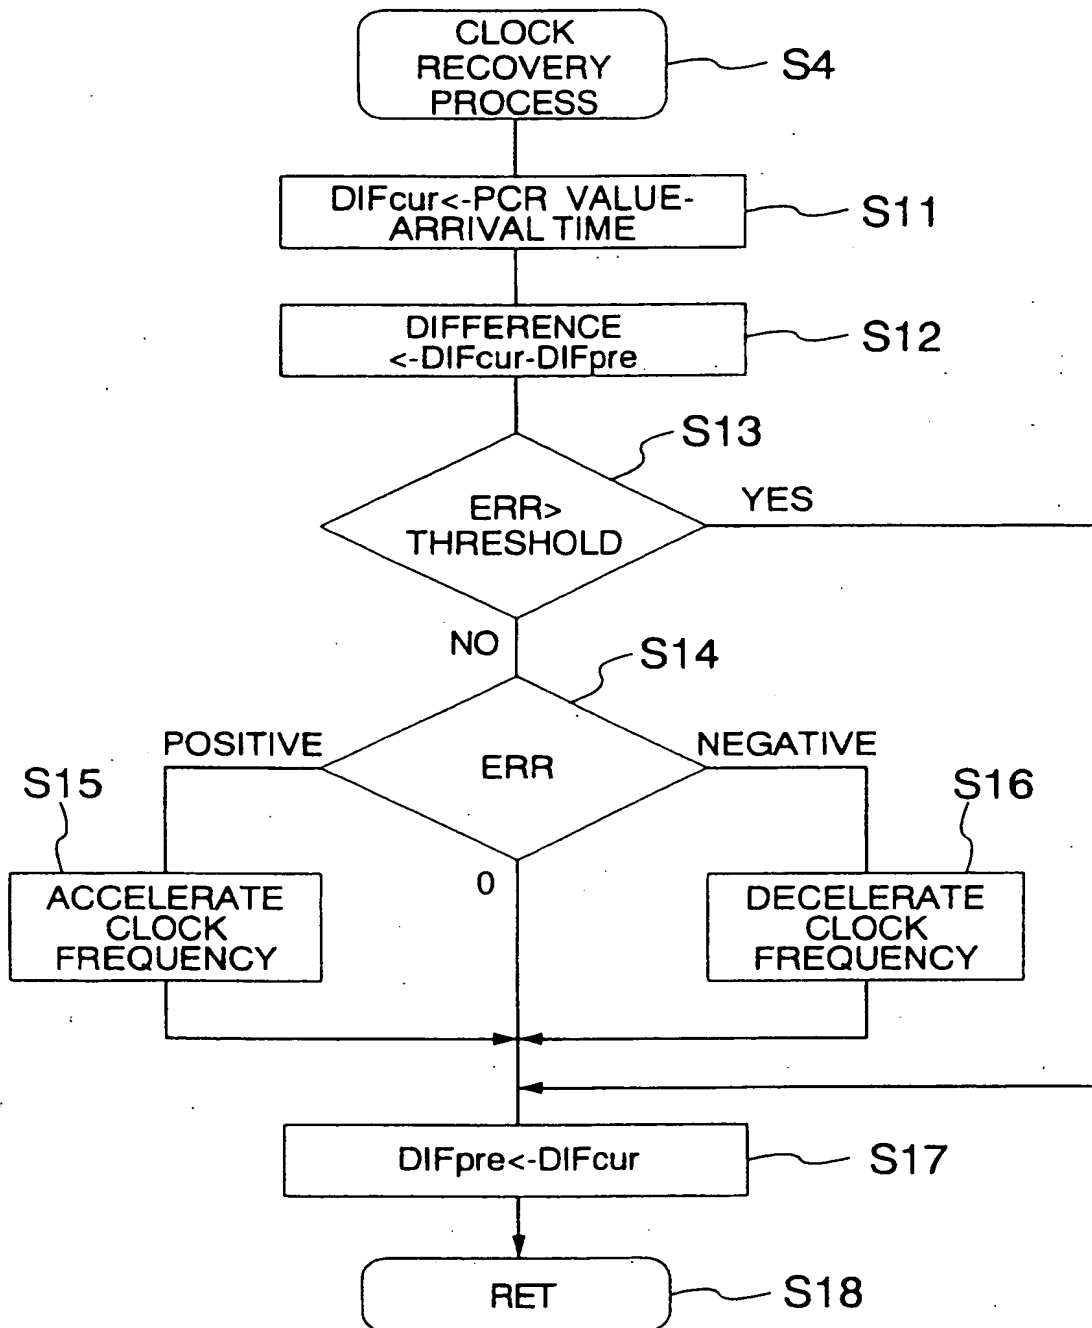 CLOCK
RECOVERY
PROCESS
S4
DIFcur<-PCR VALUE-
ARRIVAL TIME
S11
DIFFERENCE
<-DIFcur-DIFpre
S12
S13
ERR>
THRESHOLD
YES
NO
S14
POSITIVE
ERR
NEGATIVE
S15
S16
0
ACCELERATE
CLOCK
FREQUENCY
DECELERATE
CLOCK
FREQUENCY
DIFpre<-DIFcur
S17
RET
S18